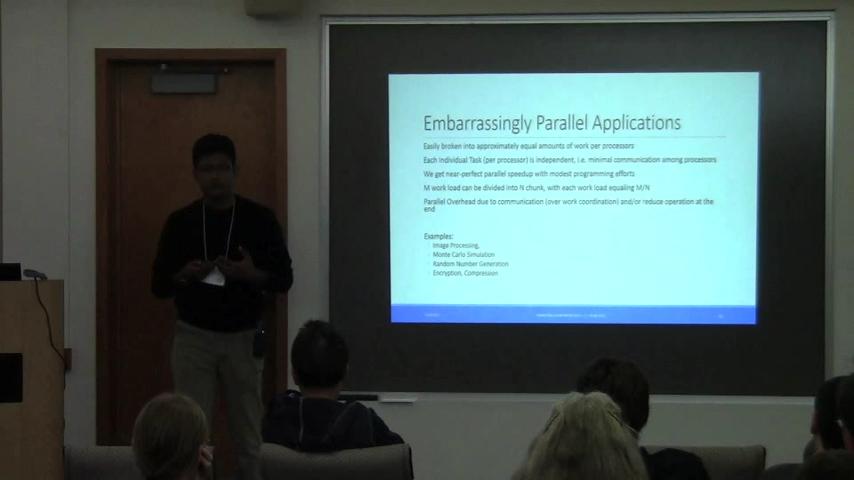 Embarrassingly Parallel Applications
Easily broken into approximately equal amounts of work per processors
Each Individual Task (per processor) is independent, i.e. minimal communication among processors
We get near-perfect parallel speedup with modest programming efforts
M work load can be divided into N chunk, with each work load equaling M/N
Parallel Overhead due to communication (over work coordination) and/or reduce operation at the
end
Examples:
Image Processing,
Monte Carlo Simulation
Random Number Generation
Encryption, Compression